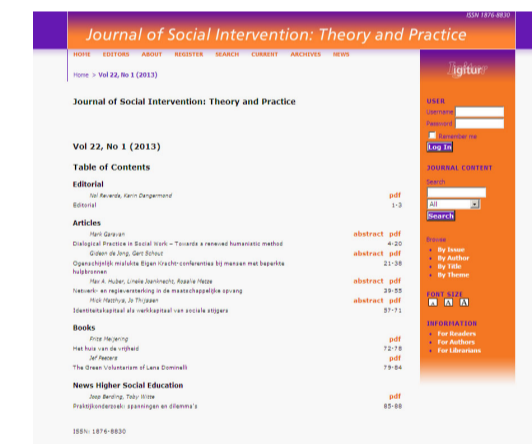 ISSN 1876-8830
Journal of Social Intervention: Theory and Practice
HOME EDITORS ABOUT REGISTER SEARCH CURRENT ARCHIVES NEWS
Home > Vol 22, No 1 (2013)
Journal of Social Intervention: Theory and Practice
Vol 22, No 1 (2013)
Table of Contents
Editorial
Nol Reverda, Karin Dangermond pdf
Editorial 1-3
Articles
Mark Garavan abstract pdf
Dialogical Practice in Social Work – Towards a renewed humanistic method 4-20
Gideon de Jong, Gert Schout abstract pdf
Ogenschijnlijk mislukte Eigen Kracht-conferenties bij mensen met beperkte 21-38
hulpbronnen
Max A. Huber, Linelle Jeanknecht, Rosalie Metze abstract pdf
Netwerk- en regieversterking in de maatschappelijke opvang 39-55
Mick Matthys, Jo Thijssen abstract pdf
Identiteitskapitaal als werkkapitaal van sociale stijgers 57-71
Books
Fritz Meijering pdf
Het huis van de vrijheid 72-78
Jef Peeters pdf
The Green Voluntarism of Lena Dominelli 79-84
News Higher Social Education
Joep Berding, Toby Witte pdf
Praktijkonderzoek: spanningen en dilemma's 85-88
ISSN: 1876-8830
igitur
USER
Username
Password
Remember me
Log In
JOURNAL CONTENT
Search
All
Search
Browse
By Issue
By Author
By Title
By Theme
FONT SIZE
A A A
INFORMATION
For Readers
For Authors
For Librarians